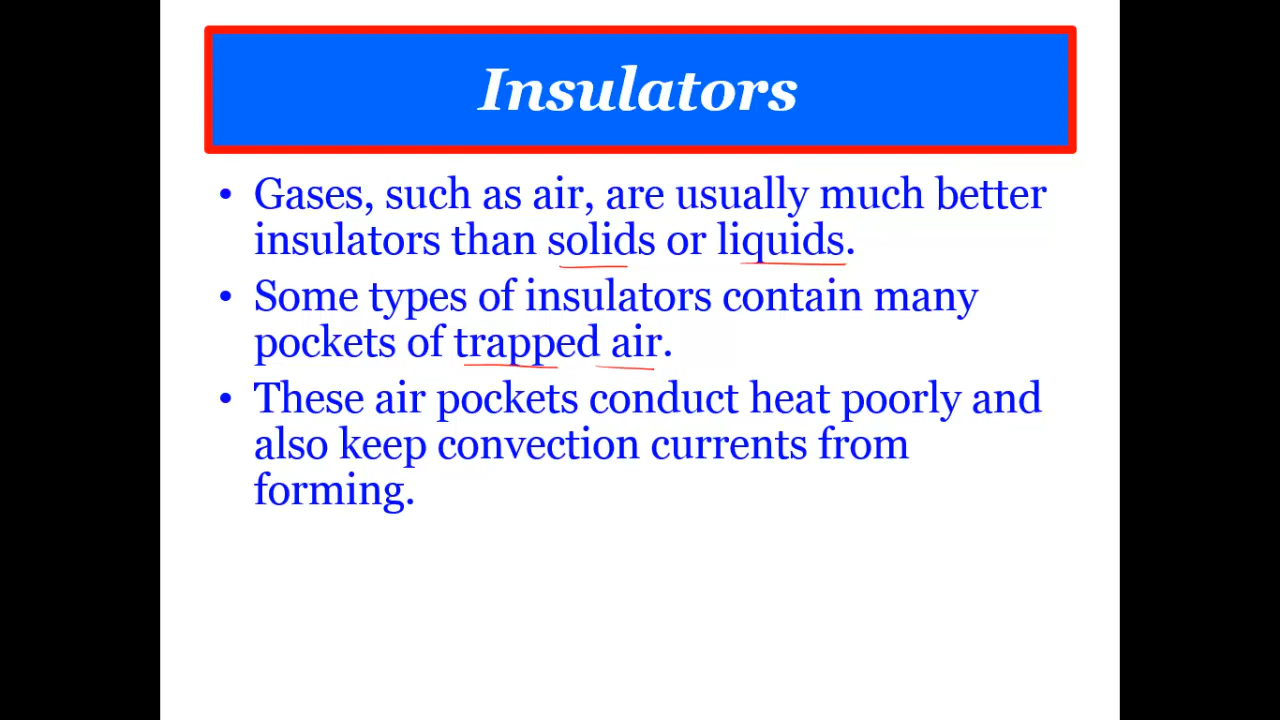 Insulators
• Gases, such as air, are usually much better
insulators than solids or liquids.
• Some types of insulators contain many
pockets of trapped air.
• These air pockets conduct heat poorly and
also keep convection currents from
forming.